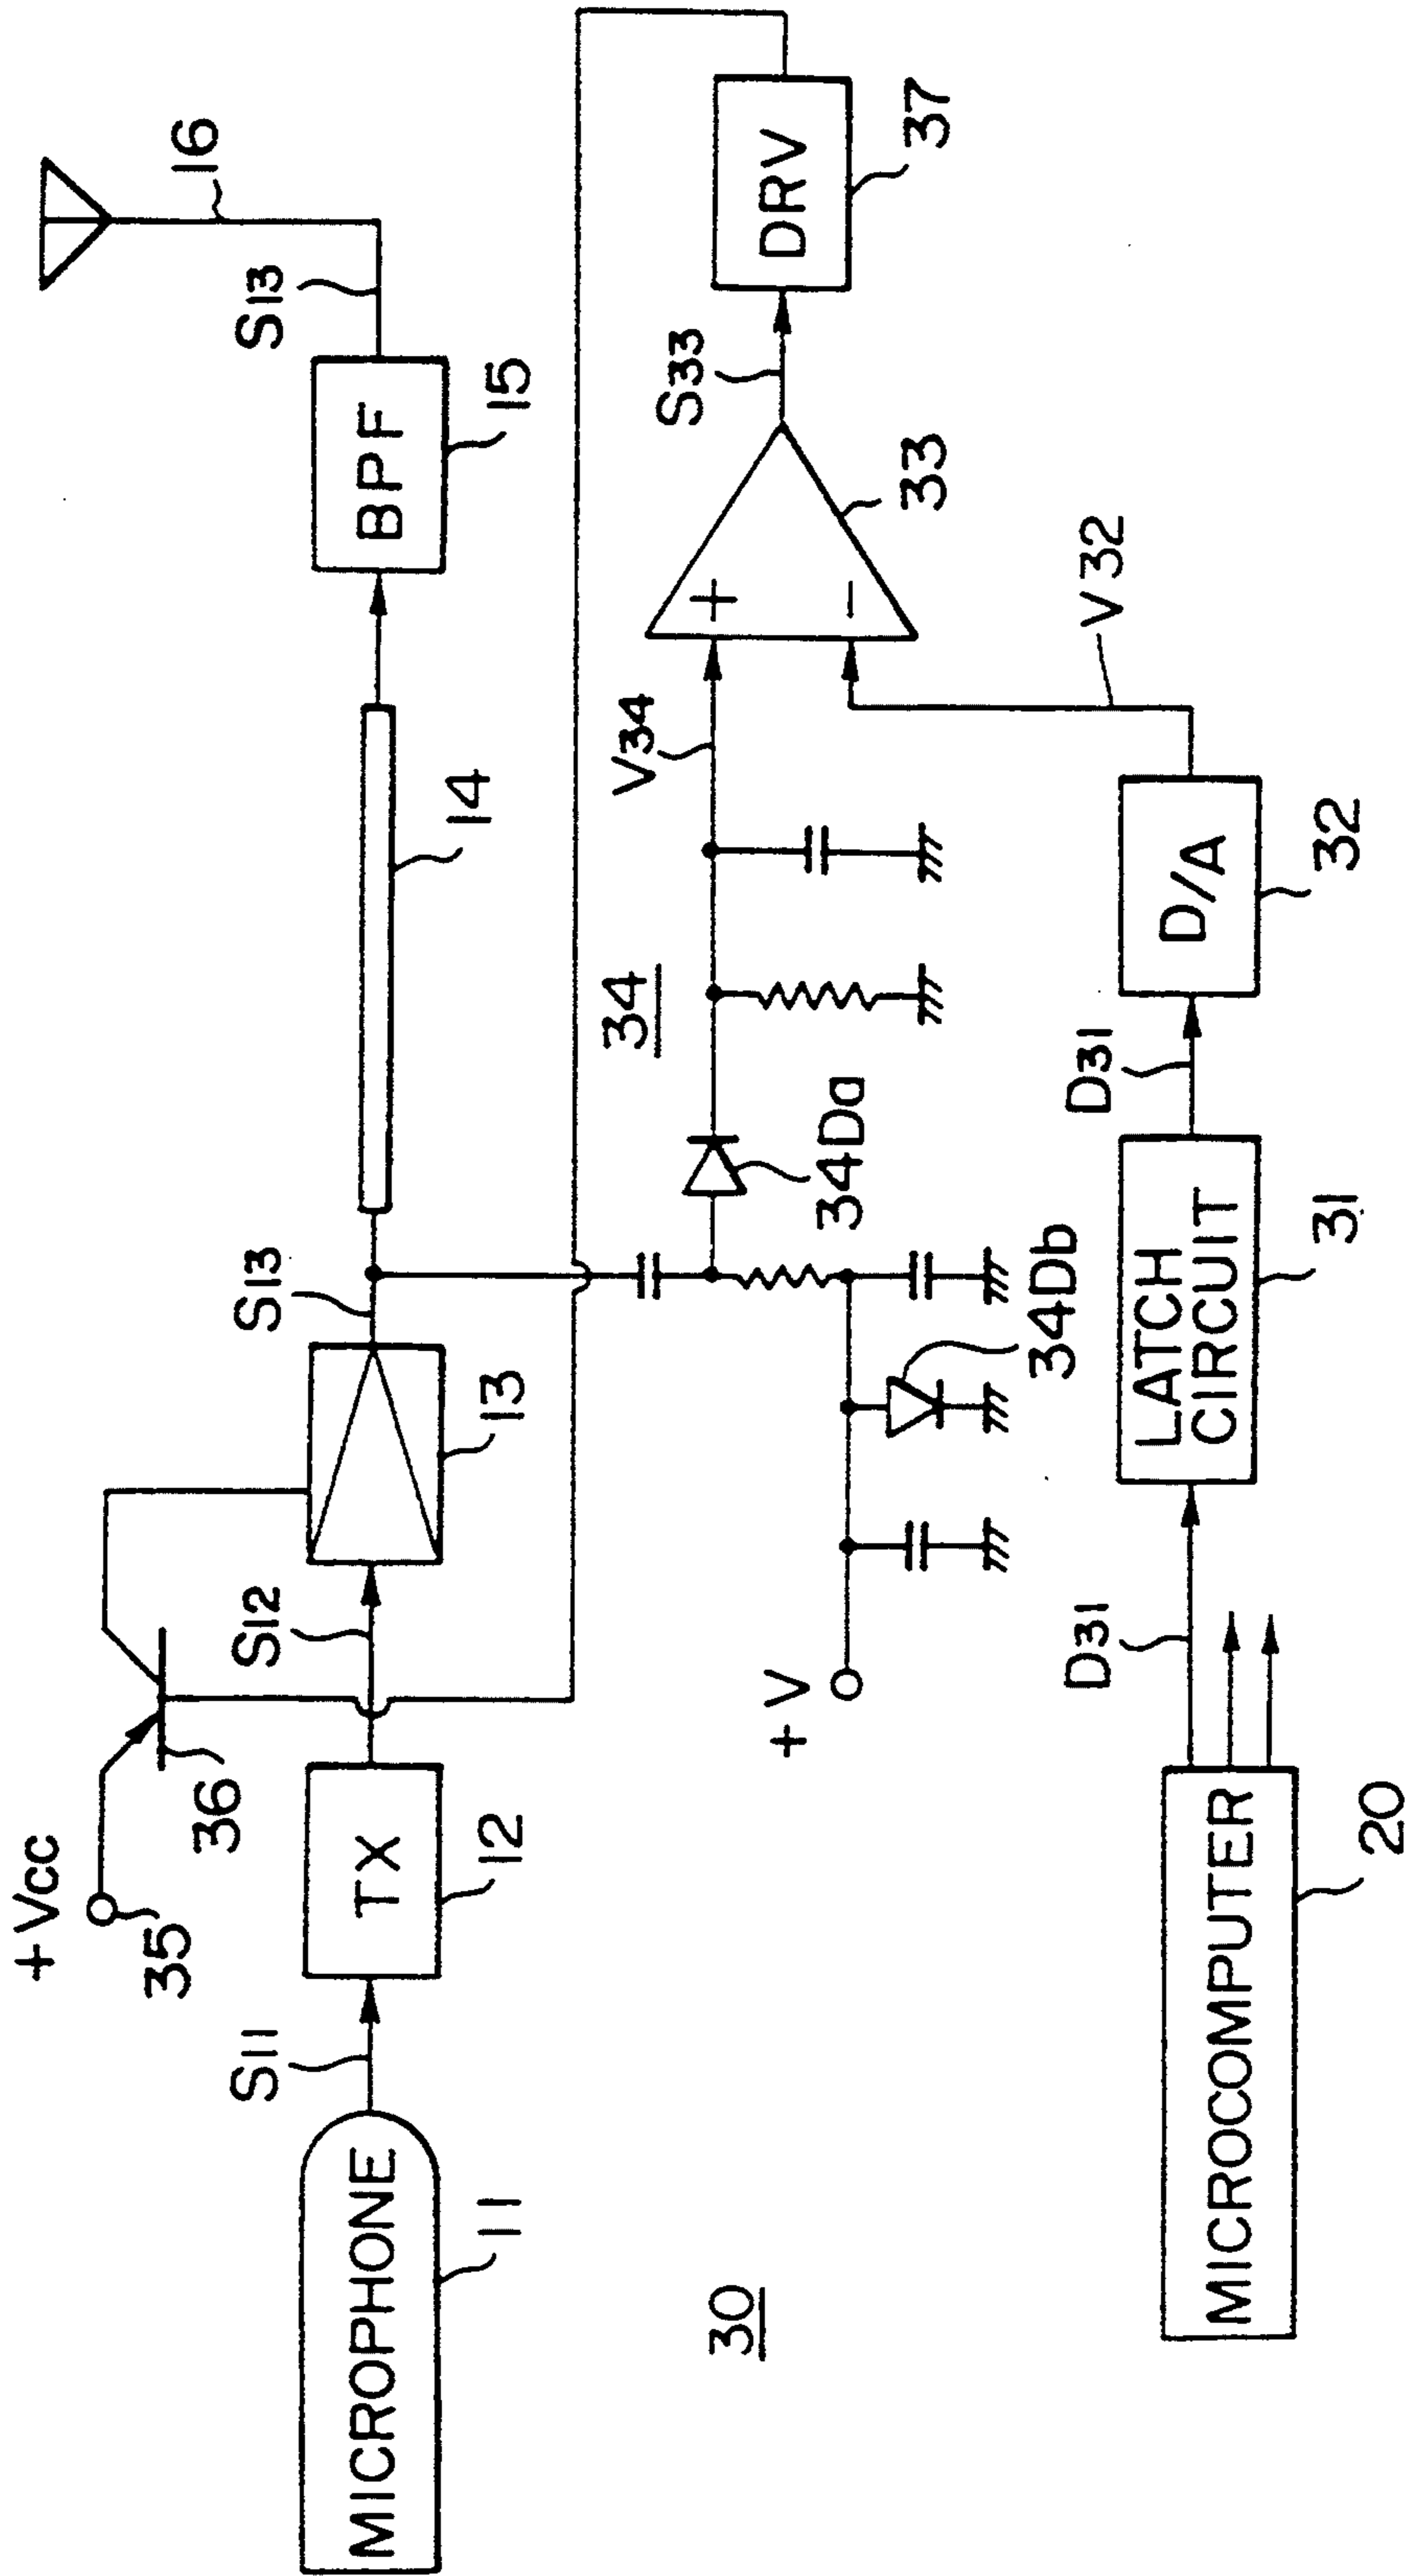 +Vcc
35
36
16
MICROPHONE
11
S11
TX
12
S12
13
S13
14
BPF
15
S13
30
34
34Da
34Db
+V
V34
+
−
33
S33
DRV
37
MICROCOMPUTER
20
D31
LATCH
CIRCUIT
31
D31
D/A
32
V32